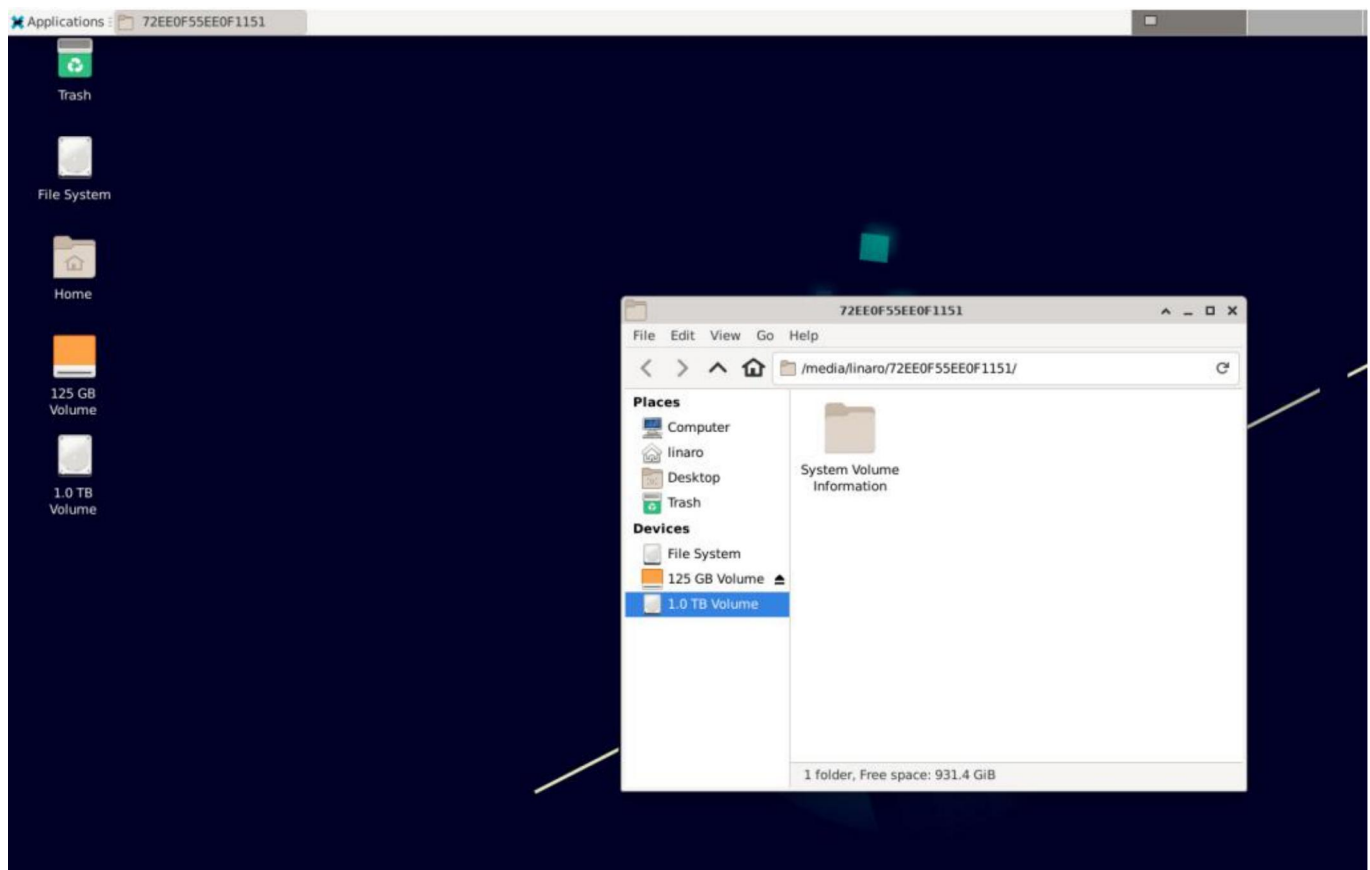 Applications
72EE0F55EE0F1151
Trash
File System
Home
125 GB
Volume
1.0 TB
Volume
72EE0F55EE0F1151
File Edit View Go Help
/media/linaro/72EE0F55EE0F1151/
Places
Computer
linaro
Desktop
Trash
Devices
File System
125 GB Volume
1.0 TB Volume
System Volume
Information
1 folder, Free space: 931.4 GiB